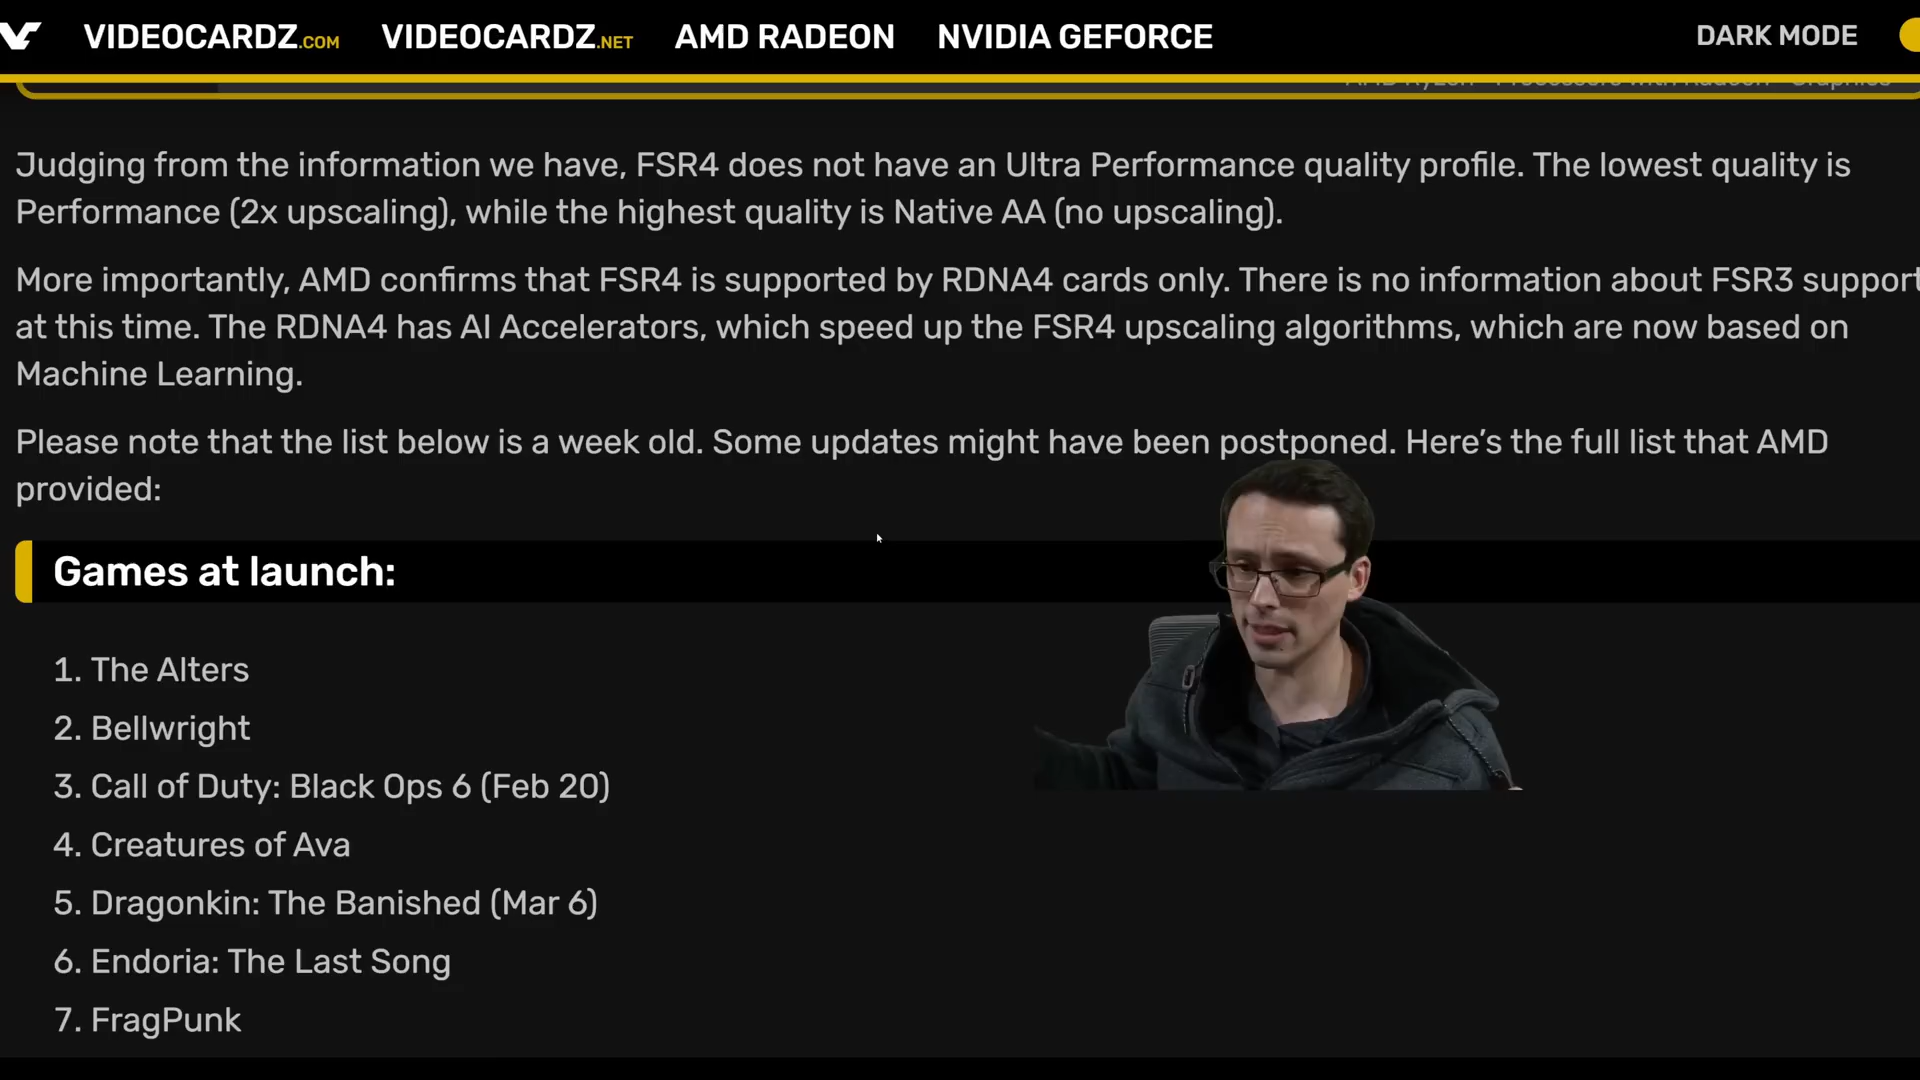 VIDEOCARDZ.COM VIDEOCARDZ.NET AMD RADEON NVIDIA GEFORCE DARK MODE
AMD Ryzen Processors with Radeon Graphics
Judging from the information we have, FSR4 does not have an Ultra Performance quality profile. The lowest quality is
Performance (2x upscaling), while the highest quality is Native AA (no upscaling).
More importantly, AMD confirms that FSR4 is supported by RDNA4 cards only. There is no information about FSR3 support
at this time. The RDNA4 has AI Accelerators, which speed up the FSR4 upscaling algorithms, which are now based on
Machine Learning.
Please note that the list below is a week old. Some updates might have been postponed. Here's the full list that AMD
provided:
Games at launch:
1. The Alters
2. Bellwright
3. Call of Duty: Black Ops 6 (Feb 20)
4. Creatures of Ava
5. Dragonkin: The Banished (Mar 6)
6. Endoria: The Last Song
7. FragPunk